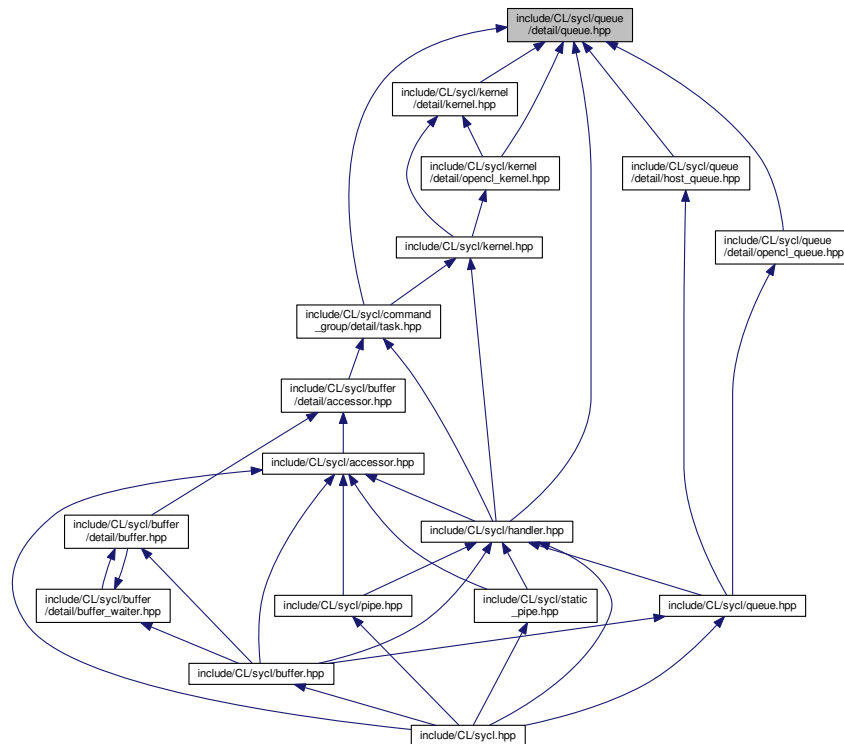 include/CL/sycl/queue
/detail/queue.hpp
include/CL/sycl/kernel
/detail/kernel.hpp
include/CL/sycl/kernel
/detail/opencl_kernel.hpp
include/CL/sycl/queue
/detail/host_queue.hpp
include/CL/sycl/kernel.hpp
include/CL/sycl/queue
/detail/opencl_queue.hpp
include/CL/sycl/command
_group/detail/task.hpp
include/CL/sycl/buffer
/detail/accessor.hpp
include/CL/sycl/accessor.hpp
include/CL/sycl/buffer
/detail/buffer.hpp
include/CL/sycl/handler.hpp
include/CL/sycl/buffer
/detail/buffer_waiter.hpp
include/CL/sycl/pipe.hpp
include/CL/sycl/static
_pipe.hpp
include/CL/sycl/queue.hpp
include/CL/sycl/buffer.hpp
include/CL/sycl.hpp